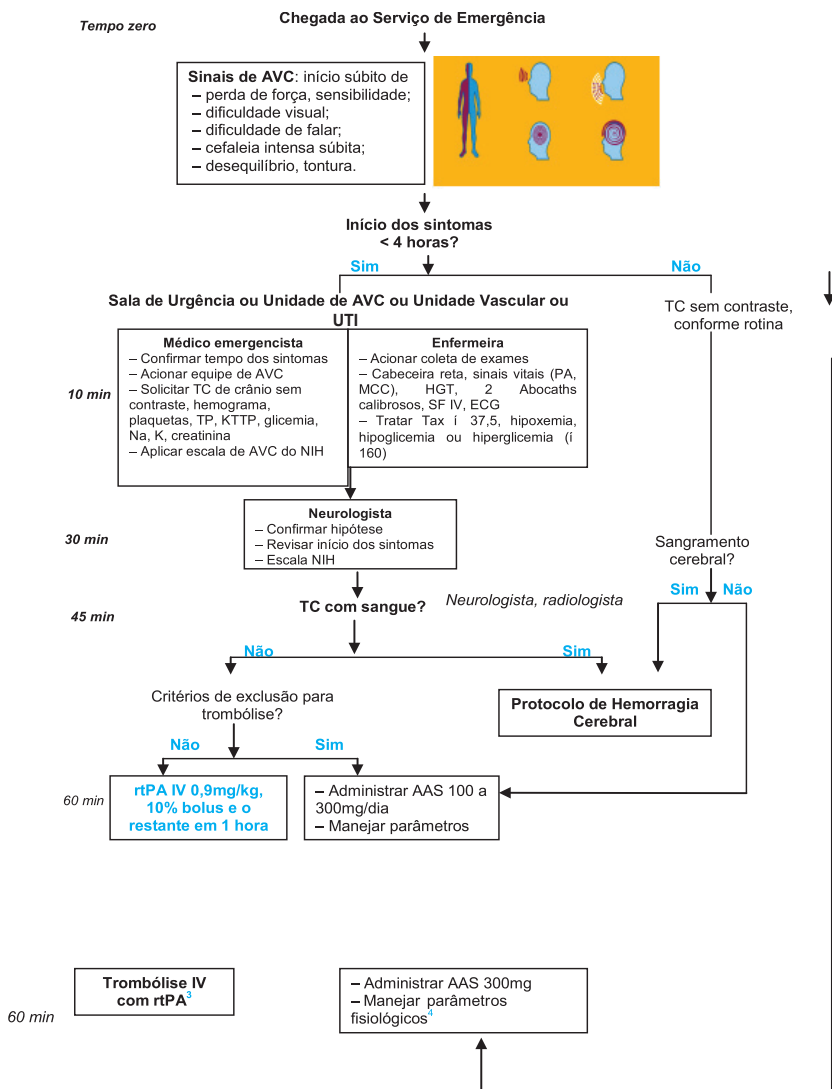 Tempo zero
Chegada ao Serviço de Emergência
Sinais de AVC: início súbito de
– perda de força, sensibilidade;
– dificuldade visual;
– dificuldade de falar;
– cefaleia intensa súbita;
– desequilíbrio, tontura.
Início dos sintomas
< 4 horas?
Sim
Não
Sala de Urgência ou Unidade de AVC ou Unidade Vascular ou
UTI
TC sem contraste,
conforme rotina
10 min
Médico emergencista
– Confirmar tempo dos sintomas
– Acionar equipe de AVC
– Solicitar TC de crânio sem
contraste, hemograma,
plaquetas, TP, KTTP, glicemia,
Na, K, creatinina
– Aplicar escala de AVC do NIH
Enfermeira
– Acionar coleta de exames
– Cabeceira reta, sinais vitais (PA,
MCC), HGT, 2 Abocaths
calibrosos, SF IV, ECG
– Tratar Tax í 37,5, hipoxemia,
hipoglicemia ou hiperglicemia (í
160)
30 min
Neurologista
– Confirmar hipótese
– Revisar início dos sintomas
– Escala NIH
Sangramento
cerebral?
Sim
Não
45 min
TC com sangue?
Neurologista, radiologista
Não
Sim
Critérios de exclusão para
trombólise?
Protocolo de Hemorragia
Cerebral
Não
Sim
60 min
rtPA IV 0,9mg/kg,
10% bolus e o
restante em 1 hora
– Administrar AAS 100 a
300mg/dia
– Manejar parâmetros
60 min
Trombólise IV
com rtPA³
– Administrar AAS 300mg
– Manejar parâmetros
fisiológicos⁴